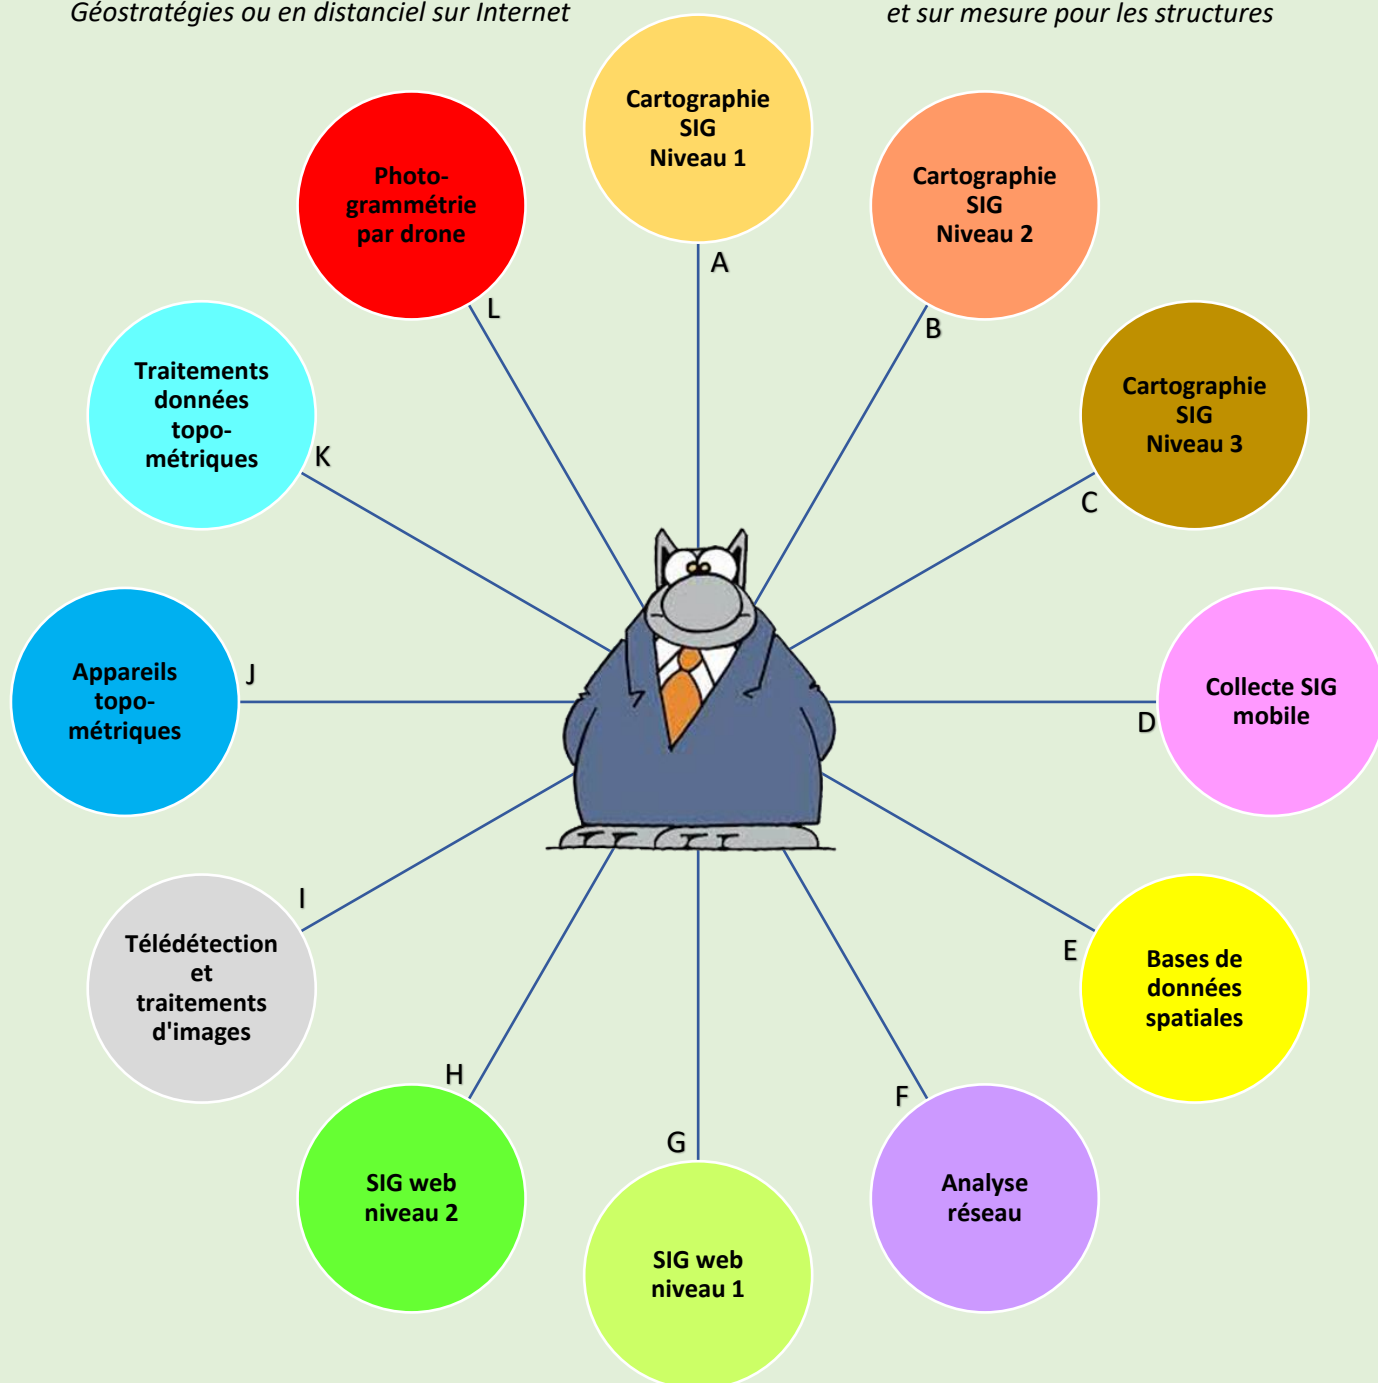 Géostratégies ou en distanciel sur Internet
et sur mesure pour les structures
Cartographie
SIG
Niveau 1
A
Cartographie
SIG
Niveau 2
B
Cartographie
SIG
Niveau 3
C
Collecte SIG
mobile
D
Bases de
données
spatiales
E
Analyse
réseau
F
SIG web
niveau 1
G
SIG web
niveau 2
H
Télédétection
et
traitements
d'images
I
Appareils
topo-
métriques
J
Traitements
données
topo-
métriques
K
Photo-
grammétrie
par drone
L